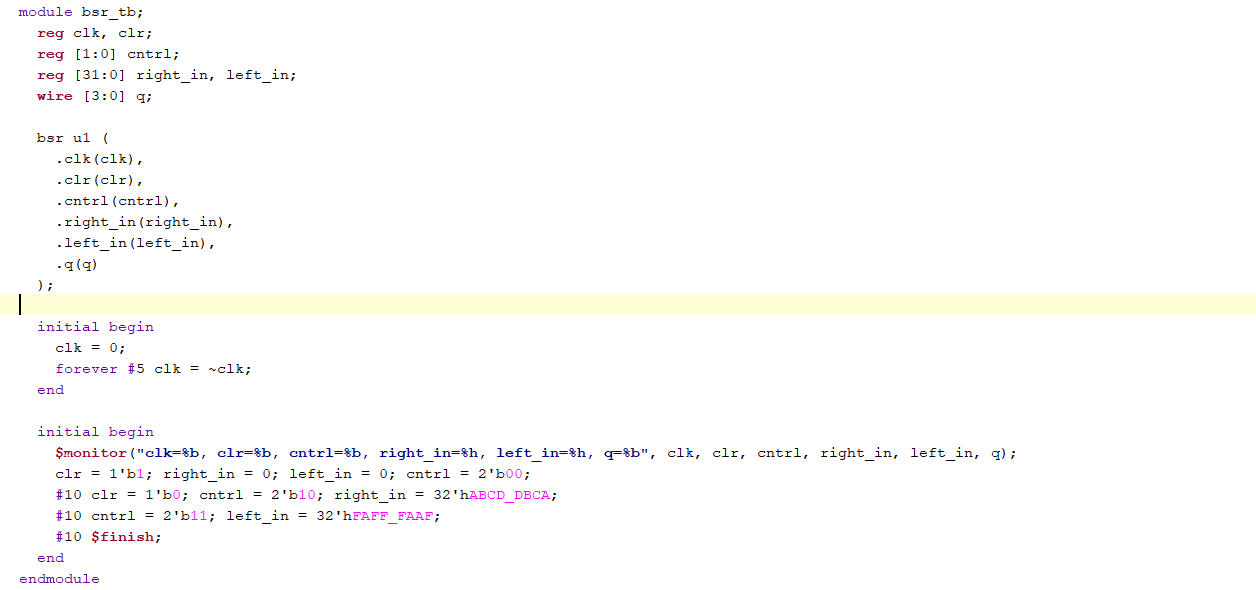 module bsr_tb;
  reg clk, clr;
  reg [1:0] cntrl;
  reg [31:0] right_in, left_in;
  wire [3:0] q;

  bsr u1 (
    .clk(clk),
    .clr(clr),
    .cntrl(cntrl),
    .right_in(right_in),
    .left_in(left_in),
    .q(q)
  );

  initial begin
    clk = 0;
    forever #5 clk = ~clk;
  end

  initial begin
    $monitor("clk=%b, clr=%b, cntrl=%b, right_in=%h, left_in=%h, q=%b", clk, clr, cntrl, right_in, left_in, q);
    clr = 1'b1; right_in = 0; left_in = 0; cntrl = 2'b00;
    #10 clr = 1'b0; cntrl = 2'b10; right_in = 32'hABCD_DBCA;
    #10 cntrl = 2'b11; left_in = 32'hFAFF_FAAF;
    #10 $finish;
  end
endmodule